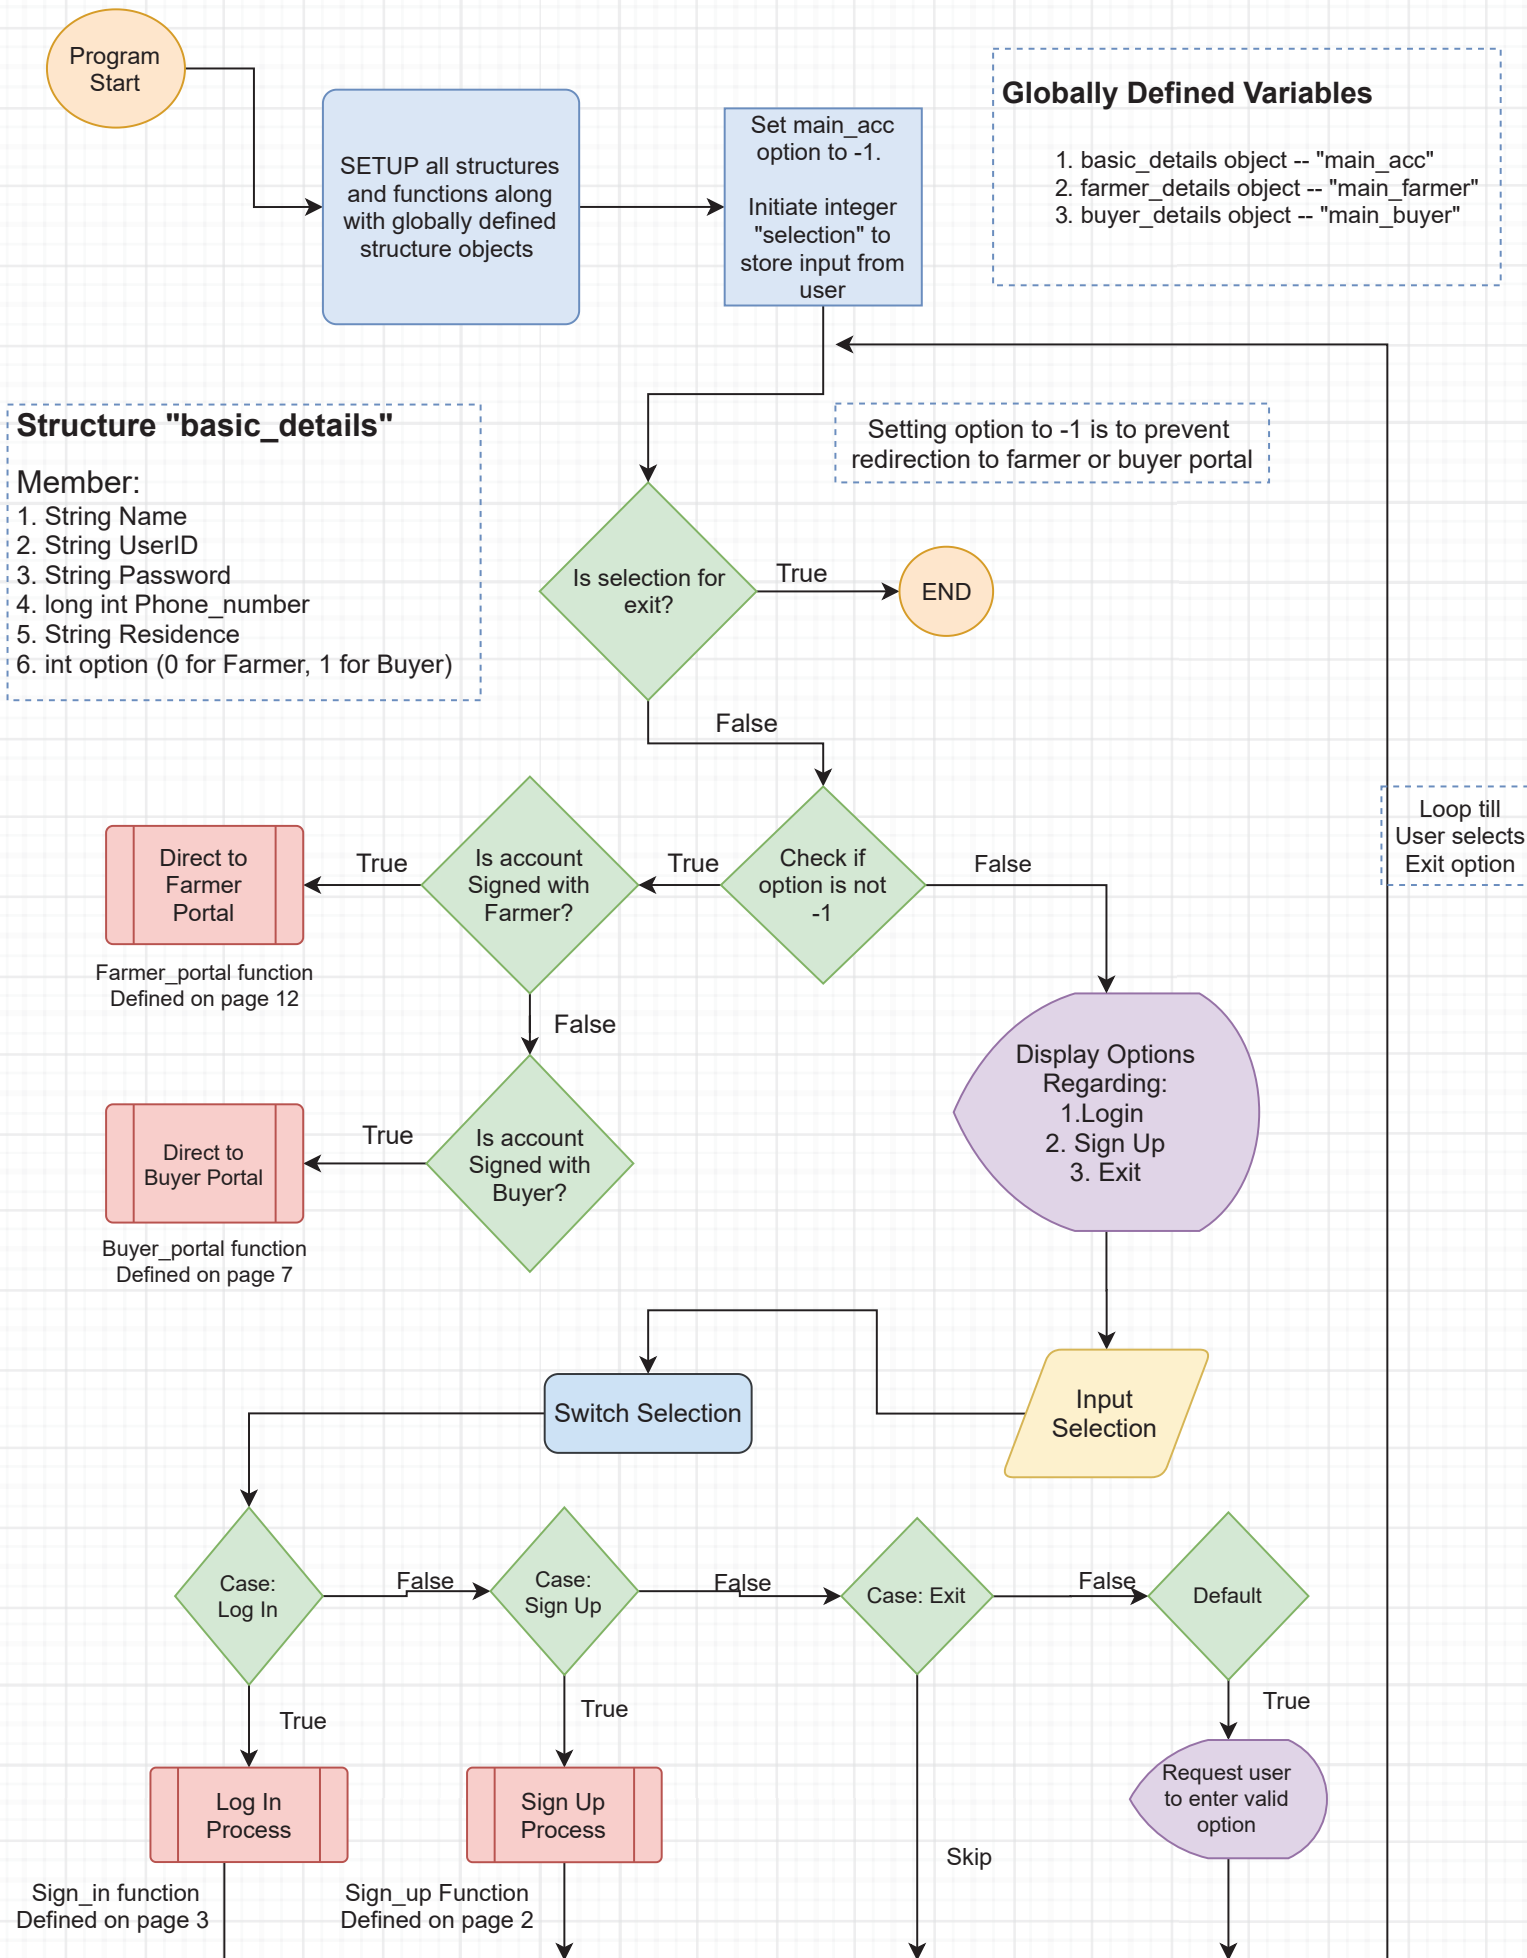 Program
Start
SETUP all structures
and functions along
with globally defined
structure objects
Set main_acc
option to -1.
Initiate integer
"selection" to
store input from
user
Globally Defined Variables
1. basic_details object -- "main_acc"
2. farmer_details object -- "main_farmer"
3. buyer_details object -- "main_buyer"
Structure "basic_details"
Member:
1. String Name
2. String UserID
3. String Password
4. long int Phone_number
5. String Residence
6. int option (0 for Farmer, 1 for Buyer)
Setting option to -1 is to prevent
redirection to farmer or buyer portal
Is selection for
exit?
True
END
False
Loop till
User selects
Exit option
Check if
option is not
-1
True
False
Is account
Signed with
Farmer?
True
Direct to
Farmer
Portal
Farmer_portal function
Defined on page 12
False
Is account
Signed with
Buyer?
True
Direct to
Buyer Portal
Buyer_portal function
Defined on page 7
Display Options
Regarding:
1.Login
2. Sign Up
3. Exit
Input
Selection
Switch Selection
Case:
Log In
False
Case:
Sign Up
False
Case: Exit
False
Default
True
True
True
Log In
Process
Sign Up
Process
Request user
to enter valid
option
Skip
Sign_in function
Defined on page 3
Sign_up Function
Defined on page 2